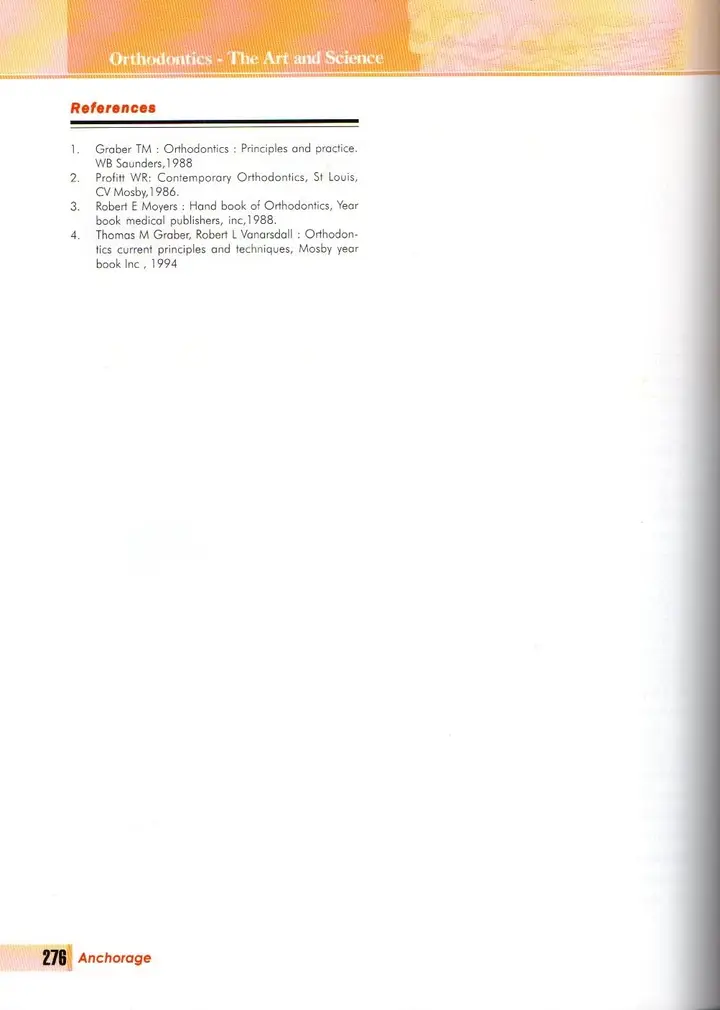 Orthodontics - The Art and Science
References
1. Graber TM : Orthodontics : Principles and practice.
WB Saunders,1988
2. Profitt WR: Contemporary Orthodontics, St Louis,
CV Mosby,1986.
3. Robert E Moyers : Hand book of Orthodontics, Year
book medical publishers, inc,1988.
4. Thomas M Graber, Robert L Vanarsdall : Orthodon-
tics current principles and techniques, Mosby year
book Inc , 1994
276 Anchorage